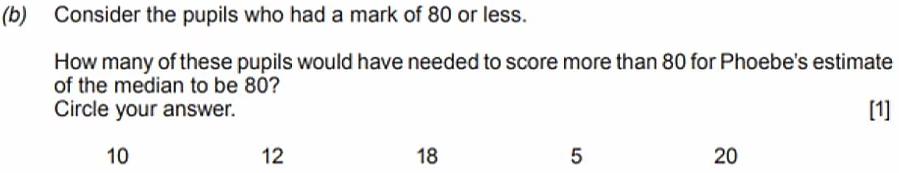 (b) Consider the pupils who had a mark of 80 or less.
How many of these pupils would have needed to score more than 80 for Phoebe's estimate
of the median to be 80?
Circle your answer. [1]
10 12 18 5 20